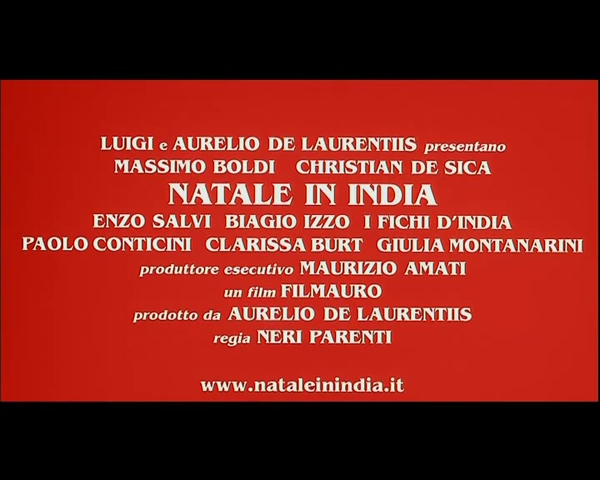 LUIGI e AURELIO DE LAURENTIIS presentano
MASSIMO BOLDI CHRISTIAN DE SICA
NATALE IN INDIA
ENZO SALVI BIAGIO IZZO I FICHI D'INDIA
PAOLO CONTICINI CLARISSA BURT GIULIA MONTANARINI
produttore esecutivo MAURIZIO AMATI
un film FILMAURO
prodotto da AURELIO DE LAURENTIIS
regia NERI PARENTI
www.nataleinindia.it